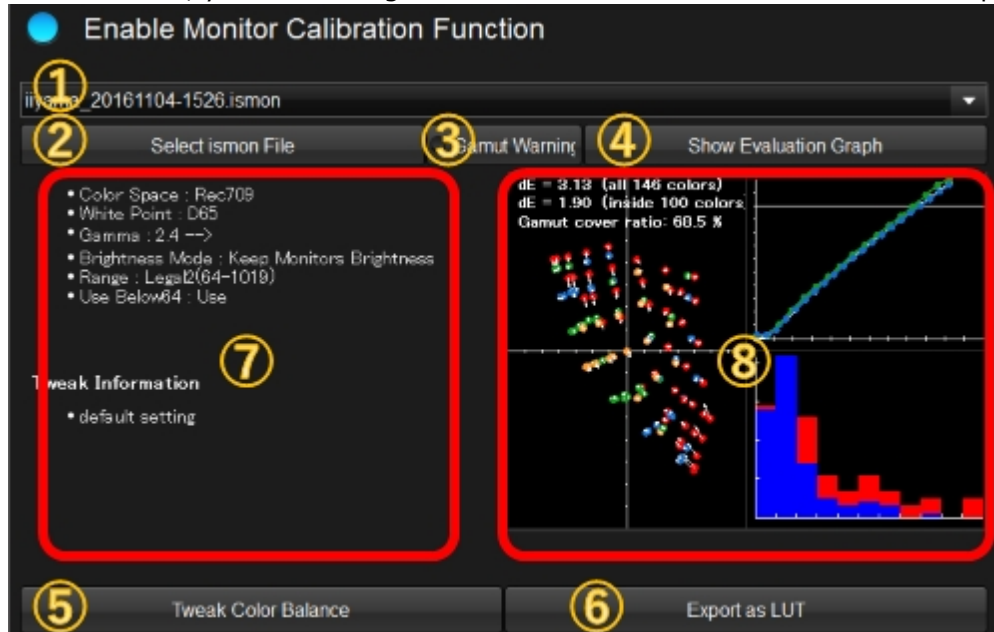 Enable Monitor Calibration Function
①
iiyama_20161104-1526.ismon
② Select ismon File
③ Gamut Warning
④ Show Evaluation Graph
• Color Space : Rec709
• White Point : D65
• Gamma : 2.4 -->
• Brightness Mode : Keep Monitors Brightness
• Range : Legal2(64-1019)
• Use Below64 : Use
⑦
Tweak Information
• default setting
dE = 3.13 (all 146 colors)
dE = 1.90 (inside 100 colors
Gamut cover ratio: 68.5 %
⑧
⑤ Tweak Color Balance
⑥ Export as LUT